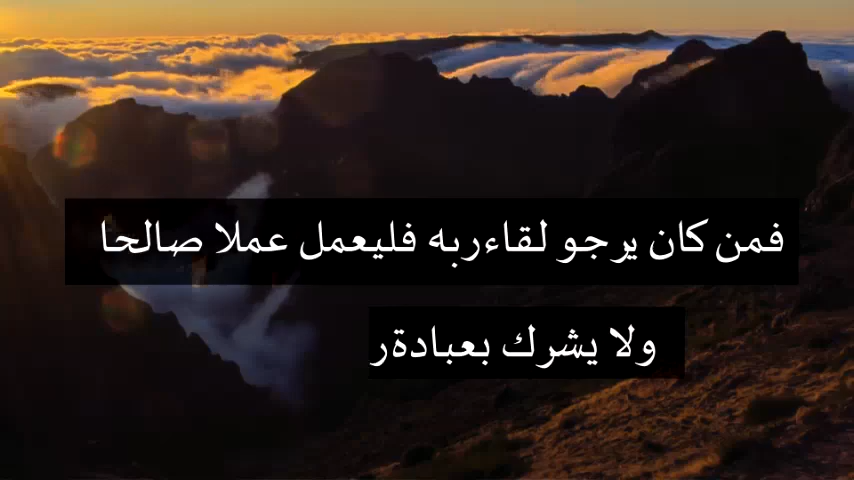 فمن كان يرجو لقاءربه فليعمل عملا صالحا
ولا يشرك بعبادةر